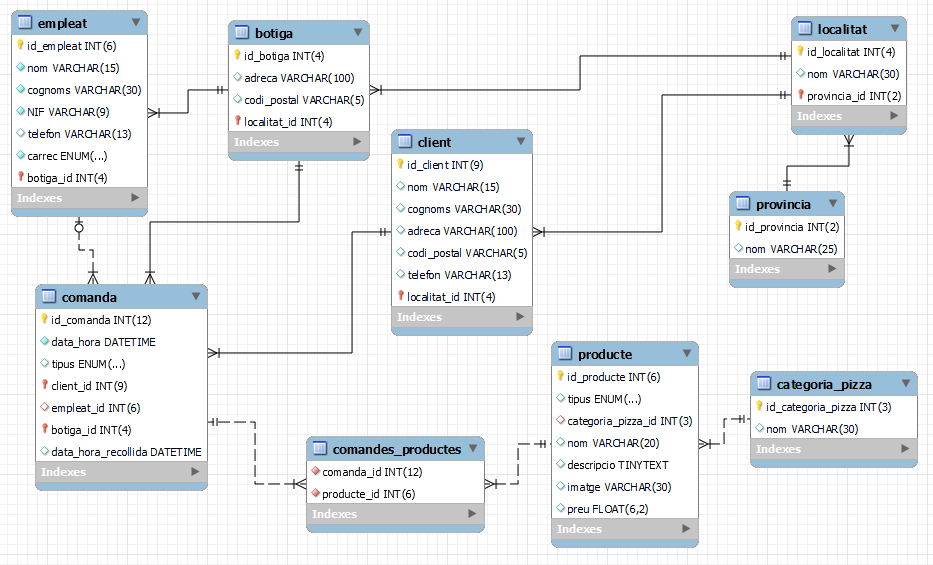 empleat
id_empleat INT(6)
nom VARCHAR(15)
cognoms VARCHAR(30)
NIF VARCHAR(9)
telefon VARCHAR(13)
carrec ENUM(...)
botiga_id INT(4)
Indexes
botiga
id_botiga INT(4)
adreca VARCHAR(100)
codi_postal VARCHAR(5)
localitat_id INT(4)
Indexes
localitat
id_localitat INT(4)
nom VARCHAR(30)
provincia_id INT(2)
Indexes
client
id_client INT(9)
nom VARCHAR(15)
cognoms VARCHAR(30)
adreca VARCHAR(100)
codi_postal VARCHAR(5)
telefon VARCHAR(13)
localitat_id INT(4)
Indexes
provincia
id_provincia INT(2)
nom VARCHAR(25)
Indexes
comanda
id_comanda INT(12)
data_hora DATETIME
tipus ENUM(...)
client_id INT(9)
empleat_id INT(6)
botiga_id INT(4)
data_hora_recollida DATETIME
Indexes
comandes_productes
comanda_id INT(12)
producte_id INT(6)
Indexes
producte
id_producte INT(6)
tipus ENUM(...)
categoria_pizza_id INT(3)
nom VARCHAR(20)
descripcio TINYTEXT
imatge VARCHAR(30)
preu FLOAT(6,2)
Indexes
categoria_pizza
id_categoria_pizza INT(3)
nom VARCHAR(30)
Indexes